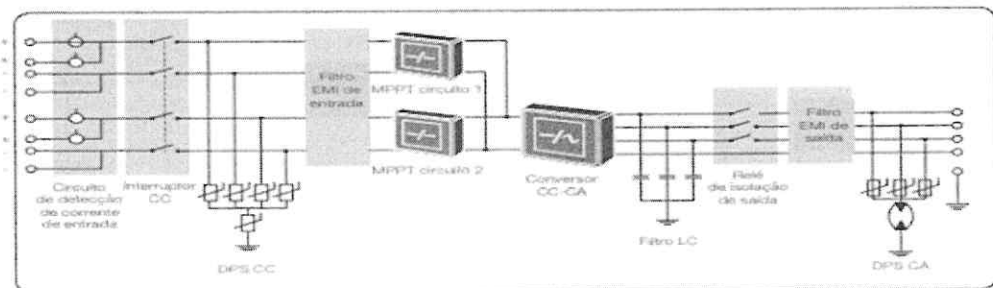 Circuito
de detecção
de corrente
de entrada
Interruptor
CC
DPS CC
Filtro
EMI de
entrada
MPPT circuito 1
MPPT circuito 2
Conversor
CC-CA
Filtro LC
Relé
de isolação
de saída
Filtro
EMI de
saída
DPS CA